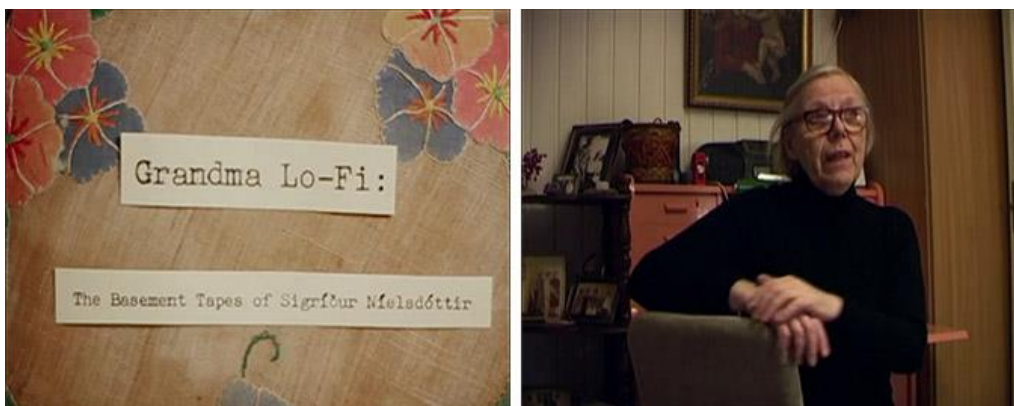 Grandma Lo-Fi:
The Basement Tapes of Sigríður Níelsdóttir